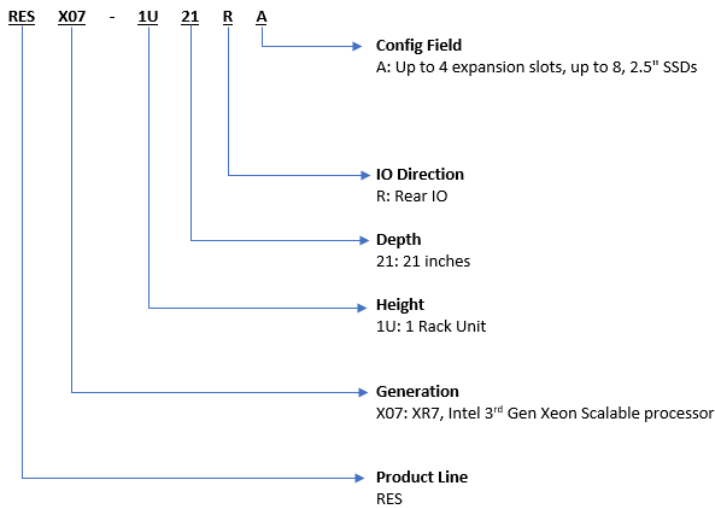 RES X07 - 1U 21 R A
Config Field
A: Up to 4 expansion slots, up to 8, 2.5" SSDs
IO Direction
R: Rear IO
Depth
21: 21 inches
Height
1U: 1 Rack Unit
Generation
X07: XR7, Intel 3rd Gen Xeon Scalable processor
Product Line
RES